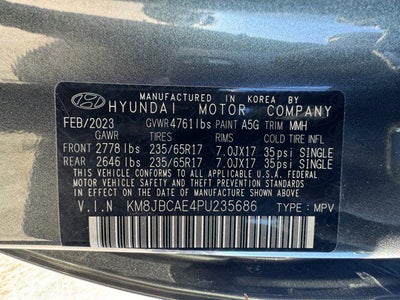 MANUFACTURED IN KOREA BY
HYUNDAI MOTOR COMPANY
FEB/2023 GVWR 4761 lbs PAINT A5G TRIM MMH
GAWR TIRES RIMS COLD TIRE INFL
FRONT 2778 lbs 235/65R17 7.0JX17 35psi SINGLE
REAR 2646 lbs 235/65R17 7.0JX17 35psi SINGLE
THIS VEHICLE CONFORMS TO ALL APPLICABLE U.S.A. FEDERAL
MOTOR VEHICLE SAFETY AND THEFT PREVENTION STANDARDS IN
EFFECT ON THE DATE OF MANUFACTURE SHOWN ABOVE.
V.I.N KM8JBCAE4PU235686 TYPE: MPV